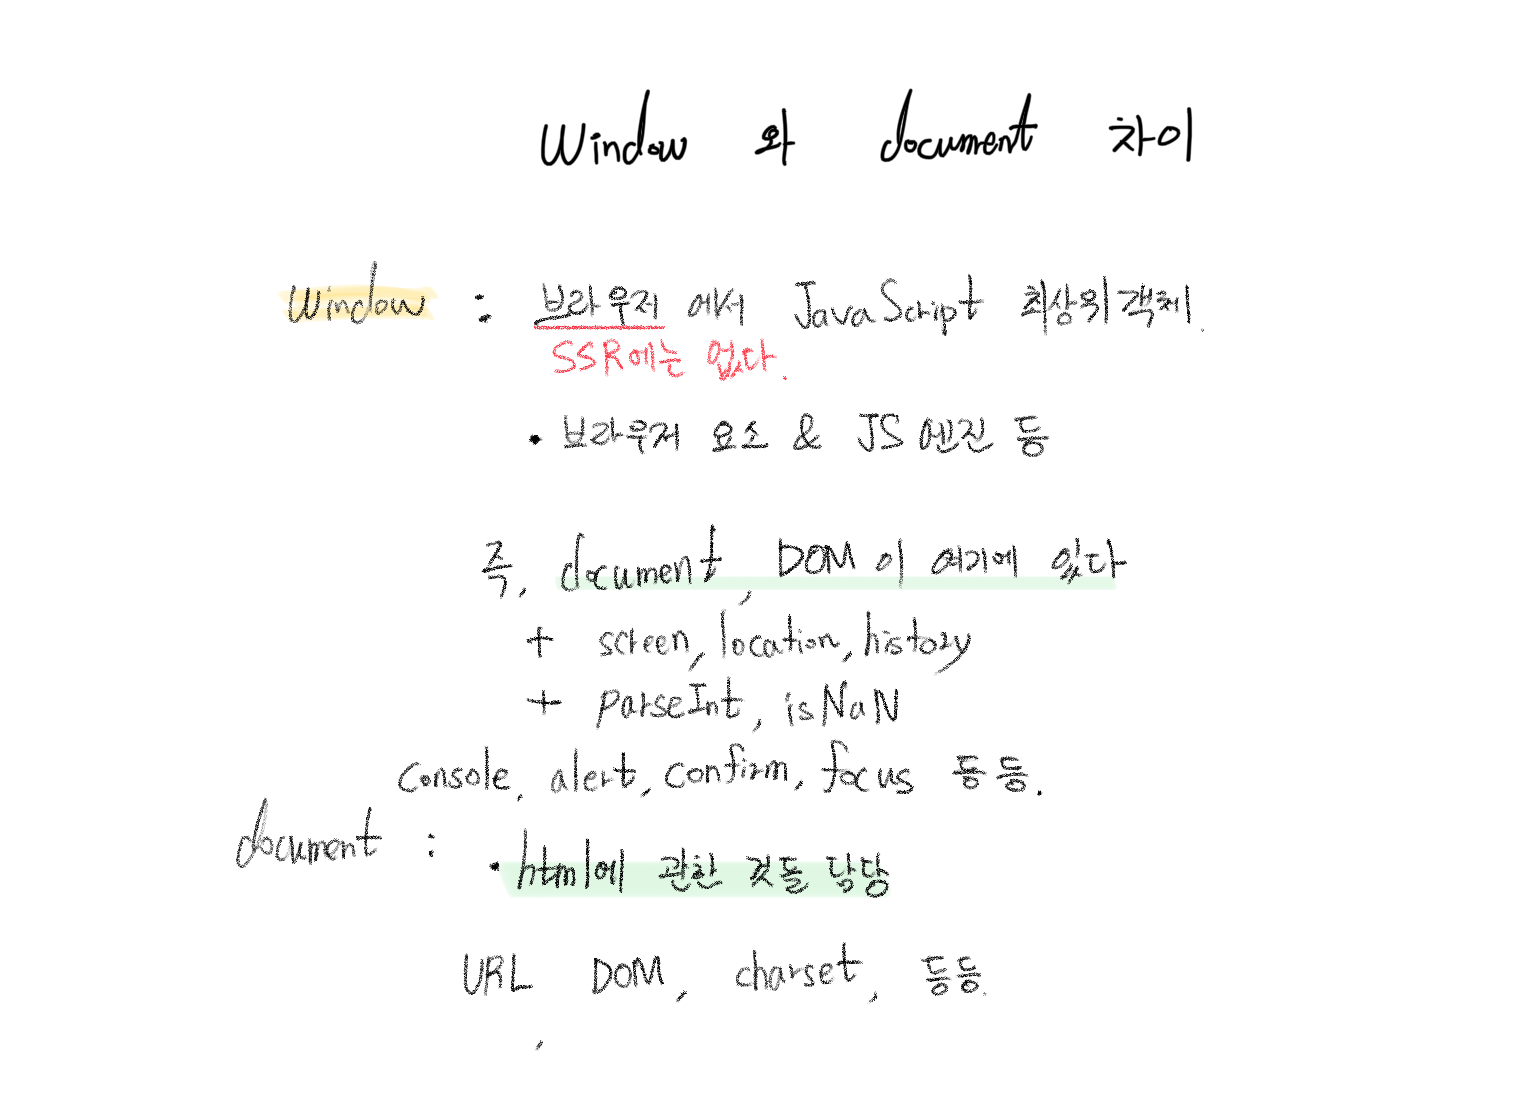 Window 와 document 차이
window : 브라우저 에서 JavaScript 최상위객체.
SSR에는 없다.
• 브라우저 요소 & JS 엔진 등
즉, document, DOM 이 여기에 있다
+ screen, location, history
+ parseInt, isNaN
console, alert, confirm, focus 등등.
document : • html에 관한 것들 담당
URL, DOM, charset, 등등.